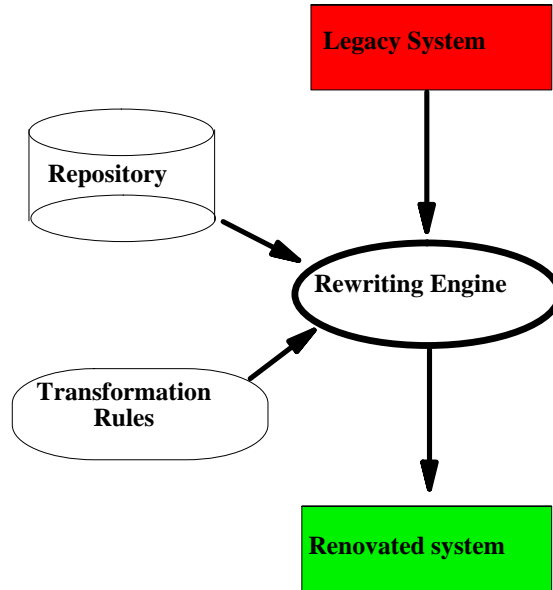 Legacy System
Repository
Rewriting Engine
Transformation
Rules
Renovated system